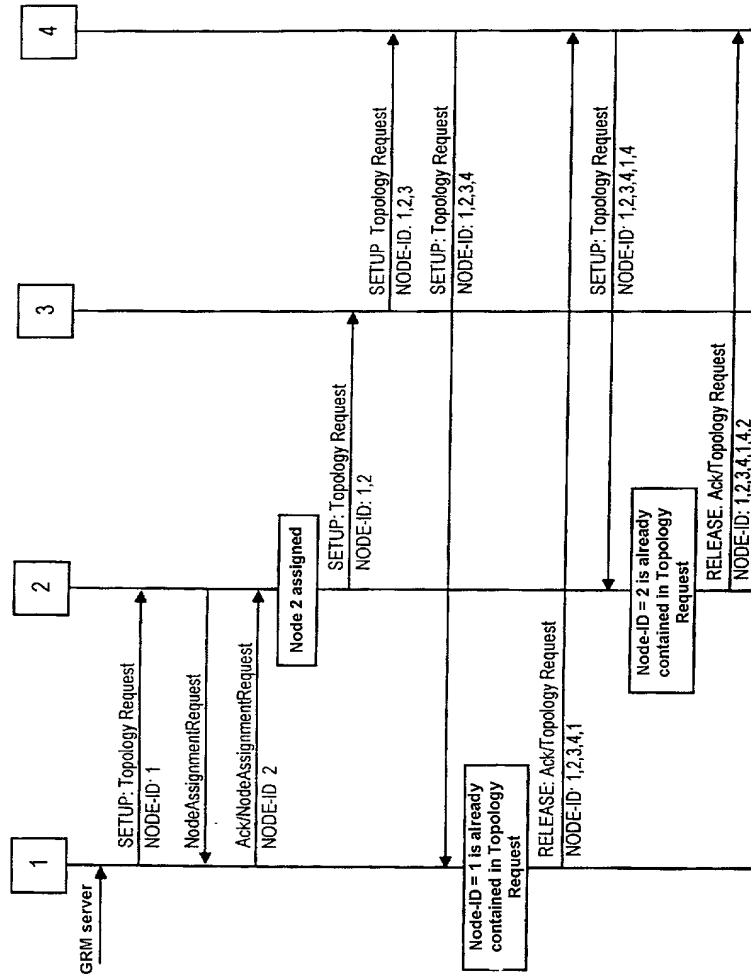 1
2
3
4
GRM server
SETUP: Topology Request
NODE-ID: 1
NodeAssignmentRequest
Ack/NodeAssignmentRequest
NODE-ID 2
Node 2 assigned
SETUP: Topology Request
NODE-ID: 1,2
SETUP Topology Request
NODE-ID. 1,2,3
SETUP: Topology Request
NODE-ID: 1,2,3,4
Node-ID = 1 is already
contained in Topology
Request
RELEASE: Ack/Topology Request
NODE-ID: 1,2,3,4,1
SETUP: Topology Request
NODE-ID: 1,2,3,4,1,4
Node-ID = 2 is already
contained in Topology
Request
RELEASE. Ack/Topology Request
NODE-ID: 1,2,3,4,1,4,2